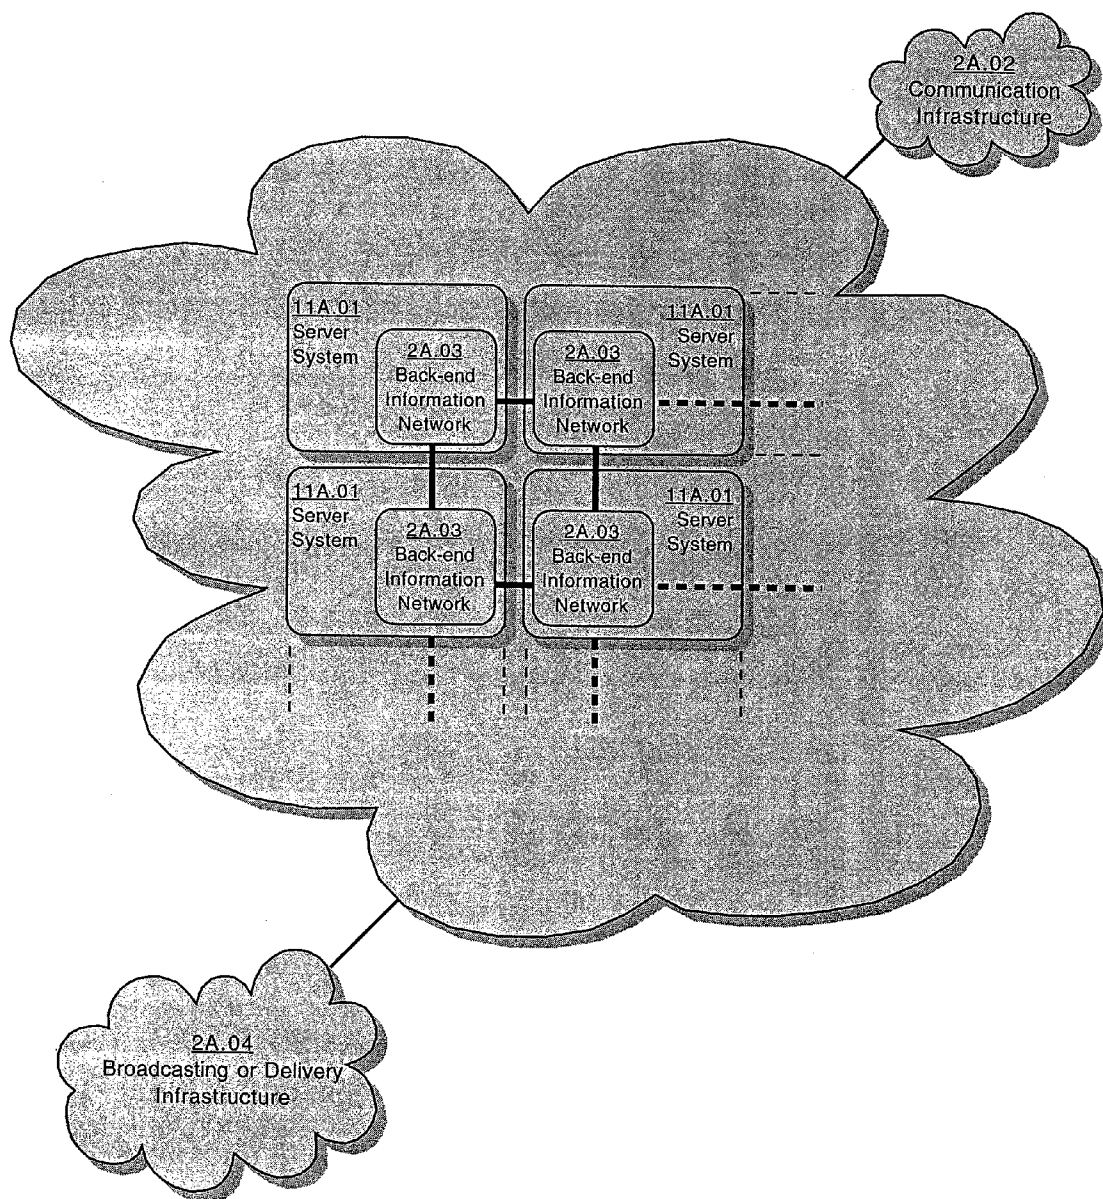 2A.02
Communication
Infrastructure
11A.01
Server
System
2A.03
Back-end
Information
Network
11A.01
Server
System
2A.03
Back-end
Information
Network
11A.01
Server
System
2A.03
Back-end
Information
Network
11A.01
Server
System
2A.03
Back-end
Information
Network
2A.04
Broadcasting or Delivery
Infrastructure